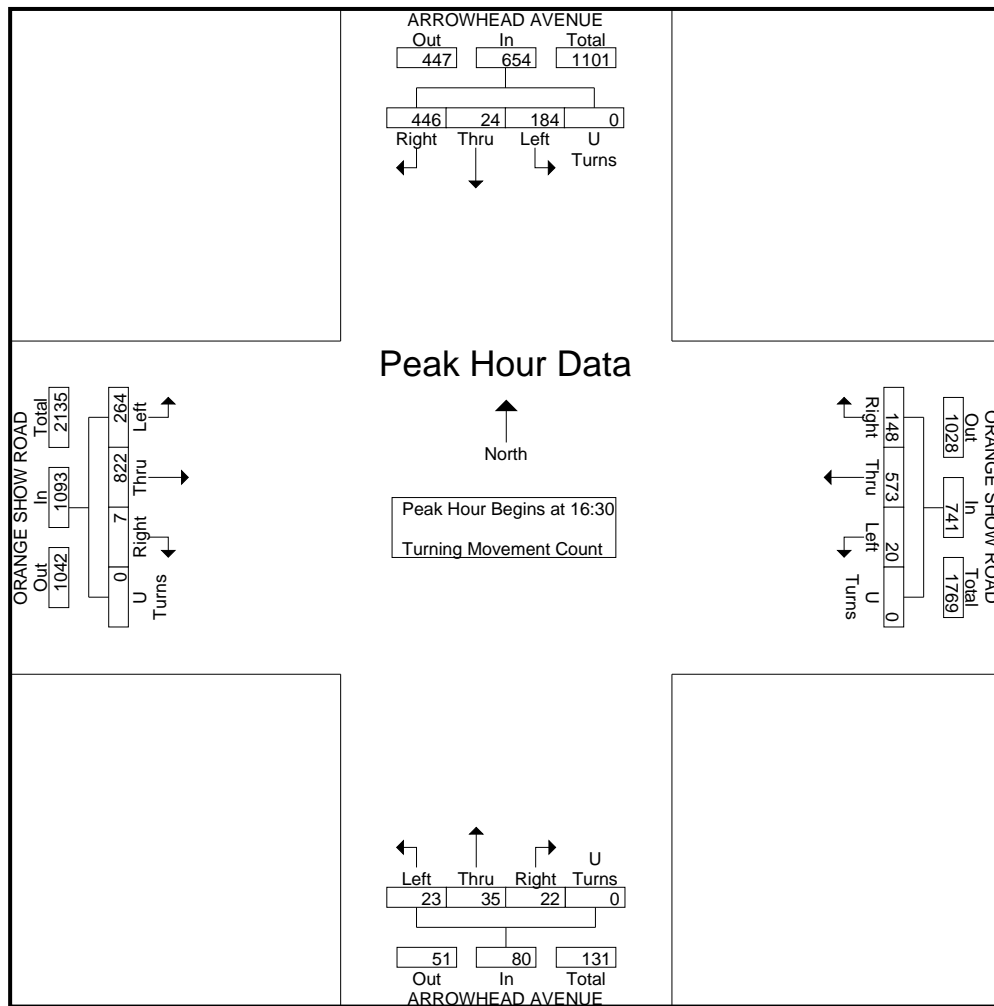 ARROWHEAD AVENUE
Out In Total
447 654 1101
446 24 184 0
Right Thru Left U
Turns
Peak Hour Data
North
Peak Hour Begins at 16:30
Turning Movement Count
ORANGE SHOW ROAD
Total In Out
2135 1093 1042
264 822 7 0
Left Thru Right U
Turns
ORANGE SHOW ROAD
Out In Total
1028 741 1769
148 573 20 0
Right Thru Left U
Turns
U
Left Thru Right Turns
23 35 22 0
51 80 131
Out In Total
ARROWHEAD AVENUE